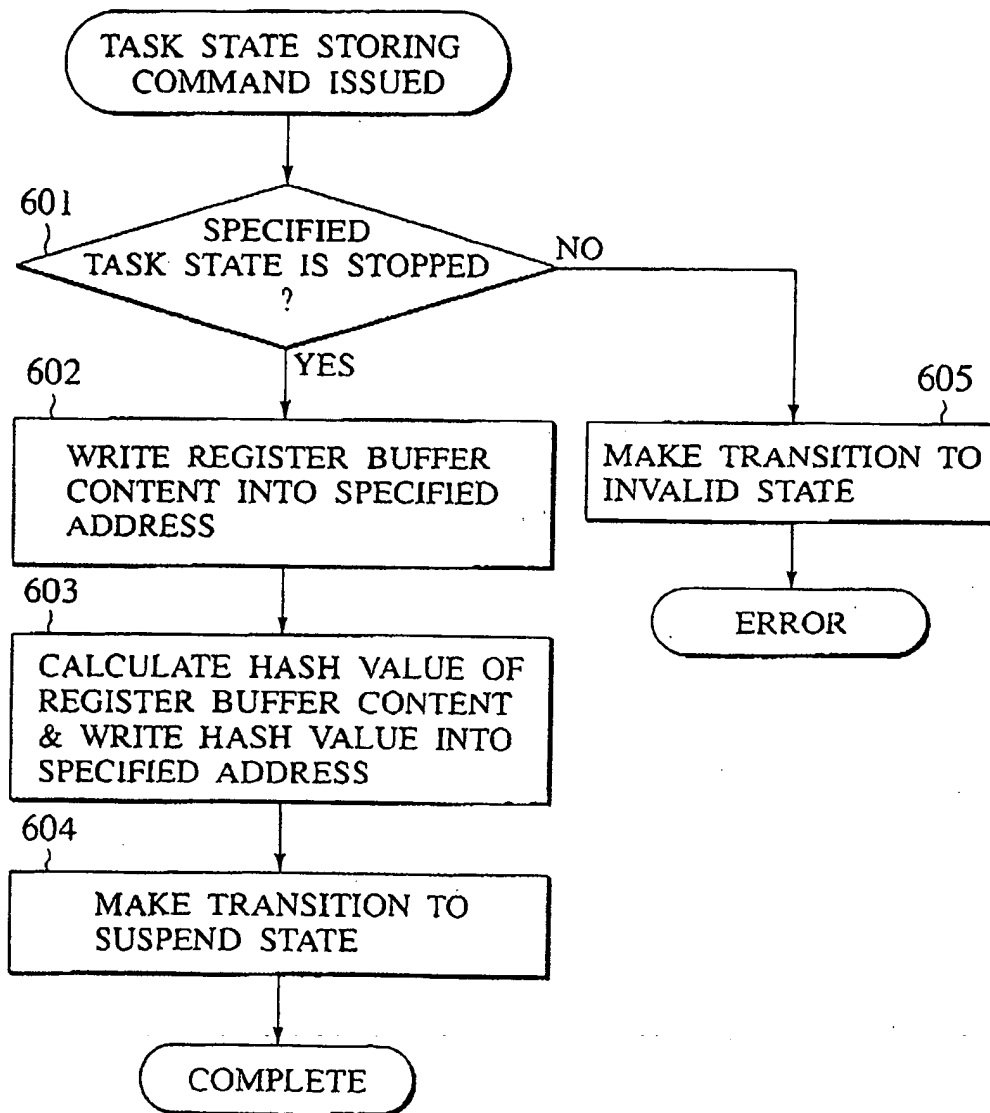 TASK STATE STORING
COMMAND ISSUED
601
SPECIFIED
TASK STATE IS STOPPED
?
NO
YES
602
WRITE REGISTER BUFFER
CONTENT INTO SPECIFIED
ADDRESS
605
MAKE TRANSITION TO
INVALID STATE
ERROR
603
CALCULATE HASH VALUE OF
REGISTER BUFFER CONTENT
& WRITE HASH VALUE INTO
SPECIFIED ADDRESS
604
MAKE TRANSITION TO
SUSPEND STATE
COMPLETE